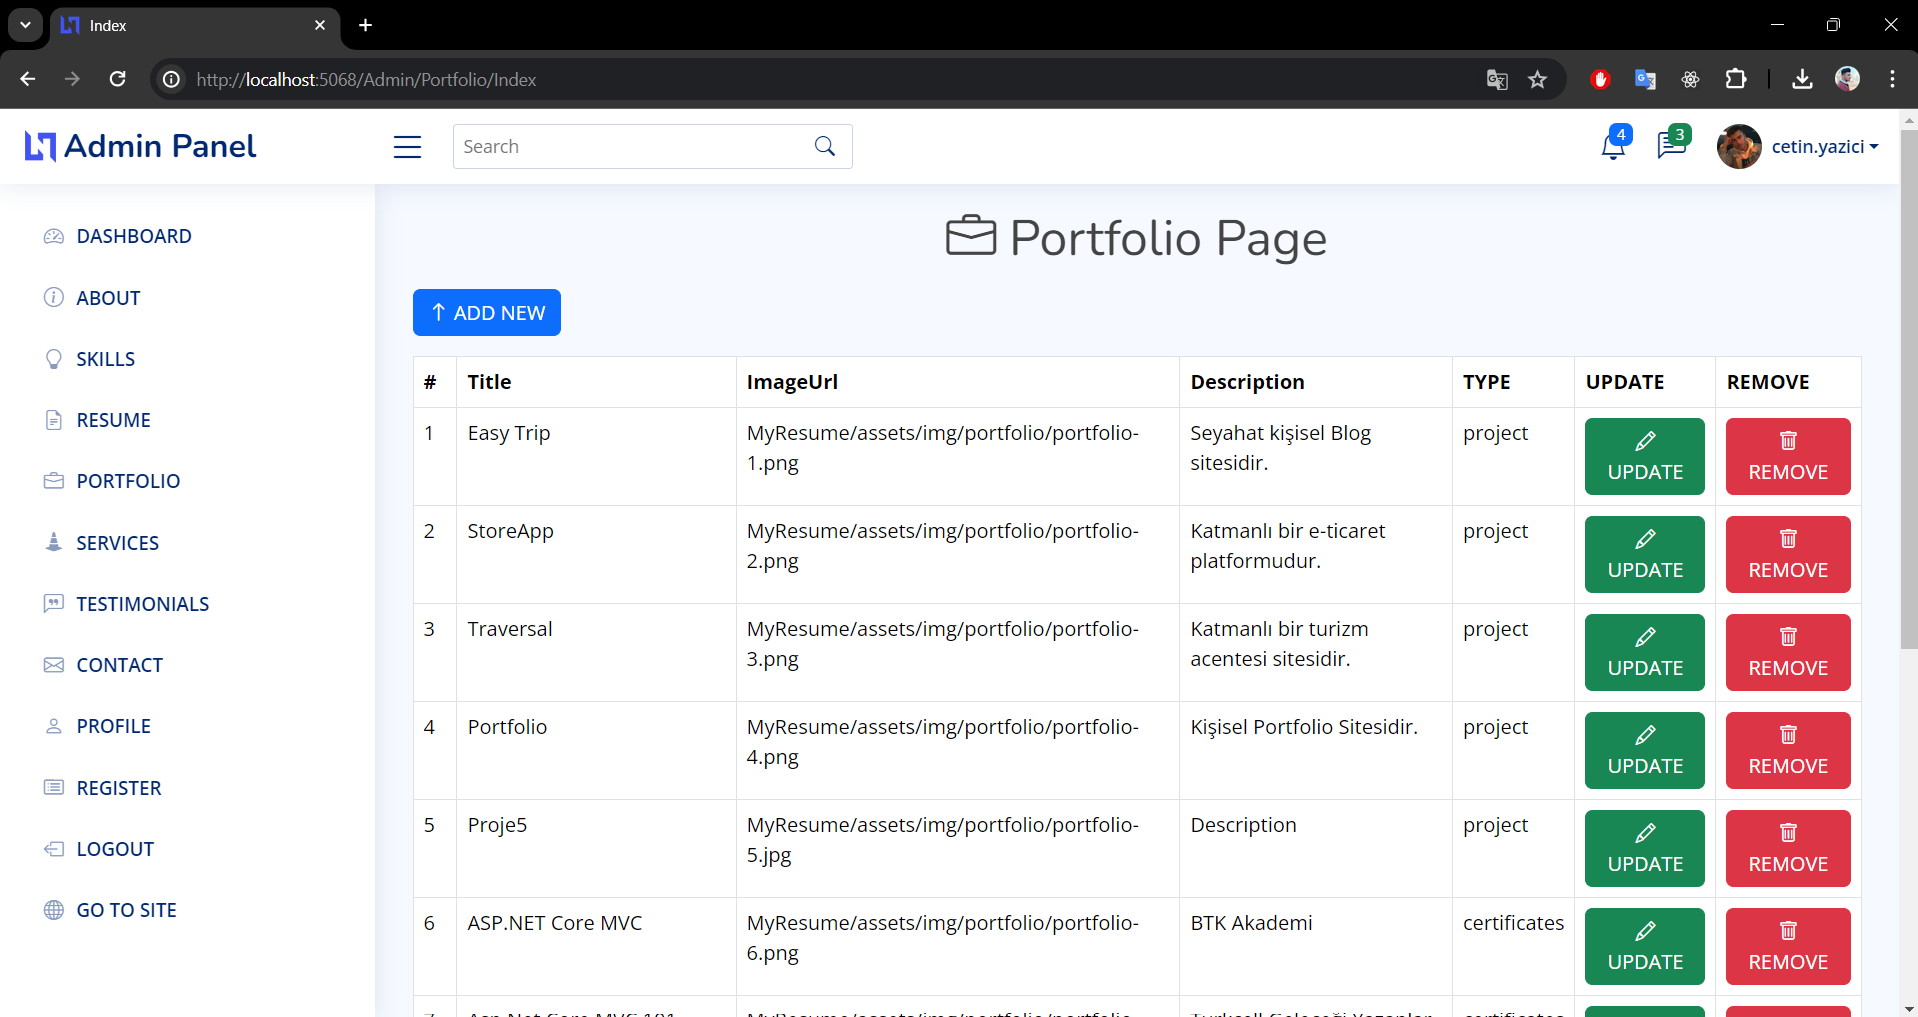 Index
http://localhost:5068/Admin/Portfolio/Index
Admin Panel
Search
4
3
cetin.yazici
DASHBOARD
ABOUT
SKILLS
RESUME
PORTFOLIO
SERVICES
TESTIMONIALS
CONTACT
PROFILE
REGISTER
LOGOUT
GO TO SITE
Portfolio Page
ADD NEW
# Title ImageUrl Description TYPE UPDATE REMOVE
1 Easy Trip MyResume/assets/img/portfolio/portfolio- Seyahat kişisel Blog project
1.png sitesidir. UPDATE REMOVE
2 StoreApp MyResume/assets/img/portfolio/portfolio- Katmanlı bir e-ticaret project
2.png platformudur. UPDATE REMOVE
3 Traversal MyResume/assets/img/portfolio/portfolio- Katmanlı bir turizm project
3.png acentesi sitesidir. UPDATE REMOVE
4 Portfolio MyResume/assets/img/portfolio/portfolio- Kişisel Portfolio Sitesidir. project
4.png UPDATE REMOVE
5 Proje5 MyResume/assets/img/portfolio/portfolio- Description project
5.jpg UPDATE REMOVE
6 ASP.NET Core MVC MyResume/assets/img/portfolio/portfolio- BTK Akademi certificates
6.png UPDATE REMOVE